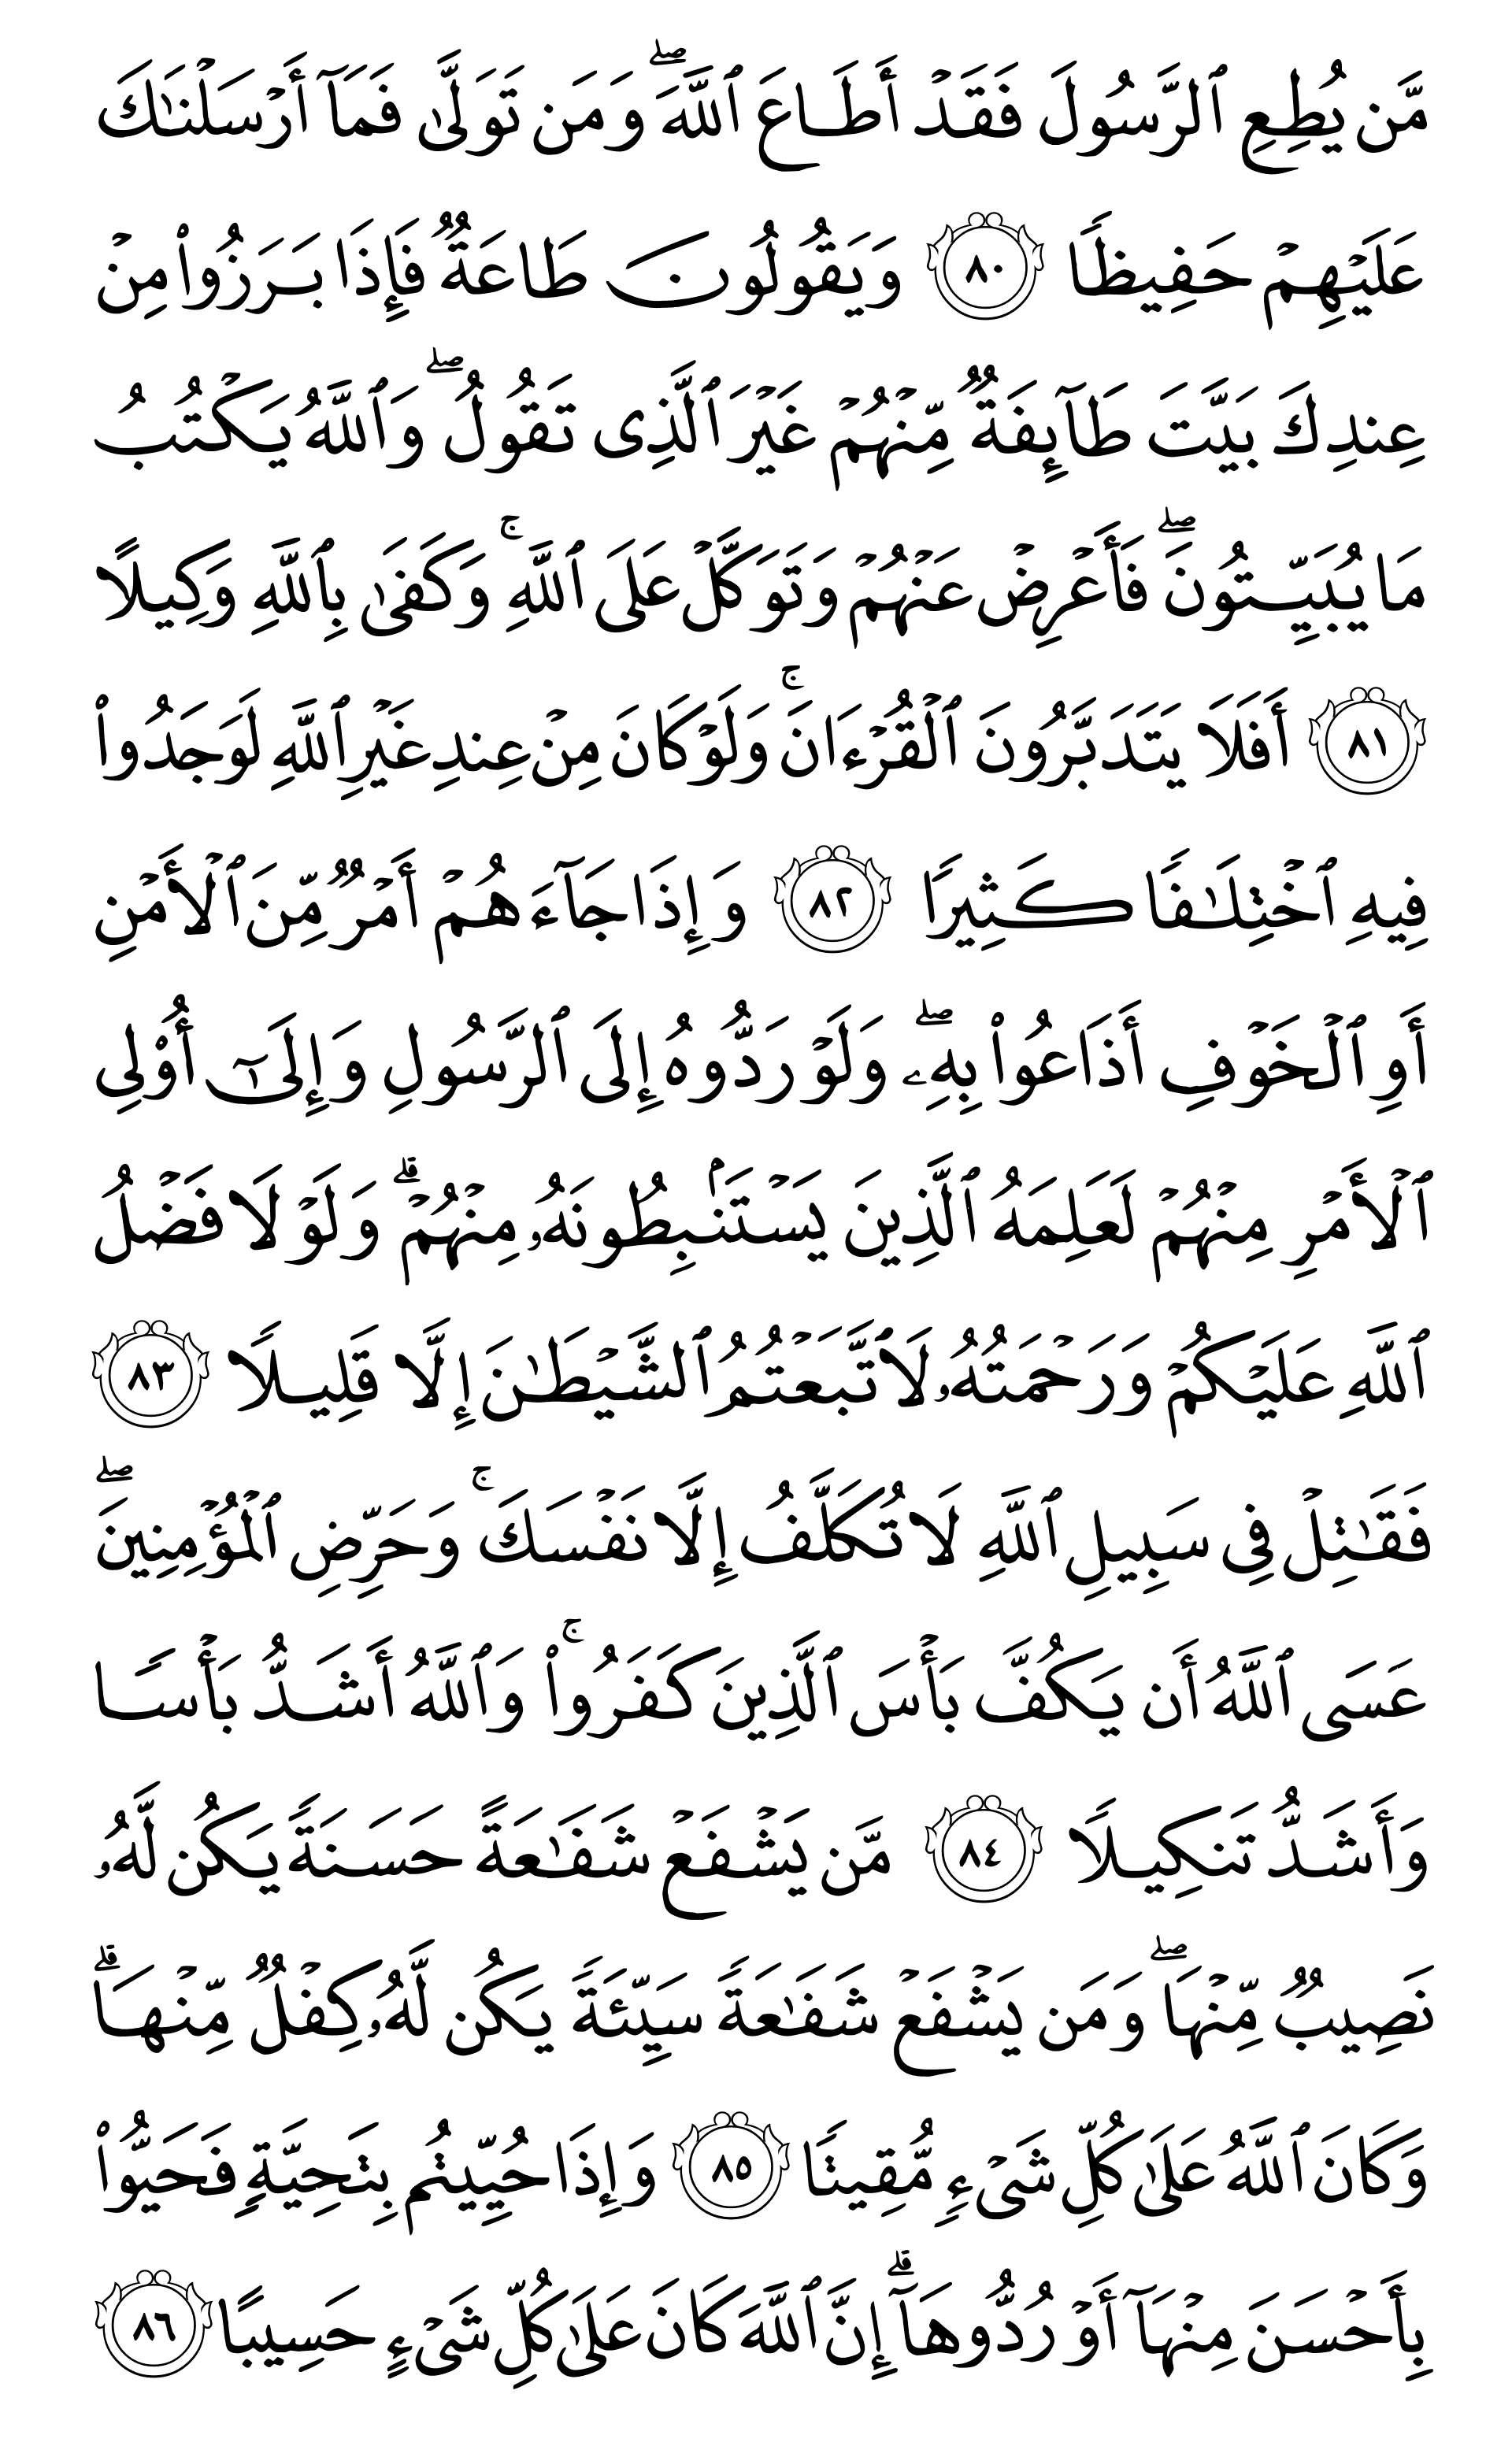 مَّن يُطِعِ ٱلرَّسُولَ فَقَدۡ أَطَاعَ ٱللَّهَۖ وَمَن تَوَلَّىٰ فَمَآ أَرۡسَلۡنَٰكَ
عَلَيۡهِمۡ حَفِيظٗا ٨٠ وَيَقُولُونَ طَاعَةٞ فَإِذَا بَرَزُواْ مِنۡ
عِندِكَ بَيَّتَ طَآئِفَةٞ مِّنۡهُمۡ غَيۡرَ ٱلَّذِي تَقُولُۖ وَٱللَّهُ يَكۡتُبُ
مَا يُبَيِّتُونَۖ فَأَعۡرِضۡ عَنۡهُمۡ وَتَوَكَّلۡ عَلَى ٱللَّهِۚ وَكَفَىٰ بِٱللَّهِ وَكِيلًا
٨١ أَفَلَا يَتَدَبَّرُونَ ٱلۡقُرۡءَانَۚ وَلَوۡ كَانَ مِنۡ عِندِ غَيۡرِ ٱللَّهِ لَوَجَدُواْ
فِيهِ ٱخۡتِلَٰفٗا كَثِيرٗا ٨٢ وَإِذَا جَآءَهُمۡ أَمۡرٞ مِّنَ ٱلۡأَمۡنِ
أَوِ ٱلۡخَوۡفِ أَذَاعُواْ بِهِۦۖ وَلَوۡ رَدُّوهُ إِلَى ٱلرَّسُولِ وَإِلَىٰٓ أُوْلِي
ٱلۡأَمۡرِ مِنۡهُمۡ لَعَلِمَهُ ٱلَّذِينَ يَسۡتَنۢبِطُونَهُۥ مِنۡهُمۡۗ وَلَوۡلَا فَضۡلُ
ٱللَّهِ عَلَيۡكُمۡ وَرَحۡمَتُهُۥ لَٱتَّبَعۡتُمُ ٱلشَّيۡطَٰنَ إِلَّا قَلِيلٗا ٨٣
فَقَٰتِلۡ فِي سَبِيلِ ٱللَّهِ لَا تُكَلَّفُ إِلَّا نَفۡسَكَۚ وَحَرِّضِ ٱلۡمُؤۡمِنِينَۖ
عَسَى ٱللَّهُ أَن يَكُفَّ بَأۡسَ ٱلَّذِينَ كَفَرُواْۚ وَٱللَّهُ أَشَدُّ بَأۡسٗا
وَأَشَدُّ تَنكِيلٗا ٨٤ مَّن يَشۡفَعۡ شَفَٰعَةً حَسَنَةٗ يَكُن لَّهُۥ
نَصِيبٞ مِّنۡهَاۖ وَمَن يَشۡفَعۡ شَفَٰعَةٗ سَيِّئَةٗ يَكُن لَّهُۥ كِفۡلٞ مِّنۡهَاۗ
وَكَانَ ٱللَّهُ عَلَىٰ كُلِّ شَيۡءٖ مُّقِيتٗا ٨٥ وَإِذَا حُيِّيتُم بِتَحِيَّةٖ فَحَيُّواْ
بِأَحۡسَنَ مِنۡهَآ أَوۡ رُدُّوهَآۗ إِنَّ ٱللَّهَ كَانَ عَلَىٰ كُلِّ شَيۡءٍ حَسِيبًا ٨٦